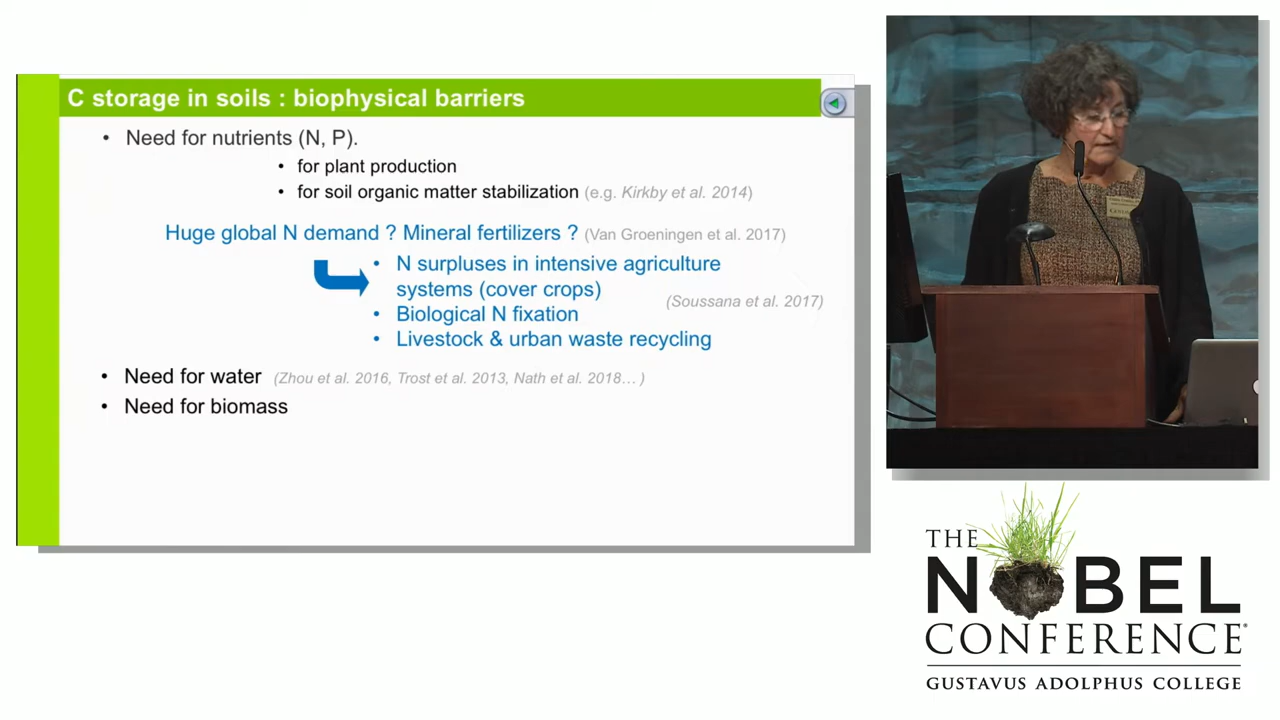 C storage in soils : biophysical barriers
• Need for nutrients (N, P).
• for plant production
• for soil organic matter stabilization (e.g. Kirkby et al. 2014)
Huge global N demand ? Mineral fertilizers ? (Van Groeningen et al. 2017)
• N surpluses in intensive agriculture
systems (cover crops)
(Soussana et al. 2017)
• Biological N fixation
• Livestock & urban waste recycling
• Need for water (Zhou et al. 2016, Trost et al. 2013, Nath et al. 2018… )
• Need for biomass
THE
NOBEL
CONFERENCE®
GUSTAVUS ADOLPHUS COLLEGE